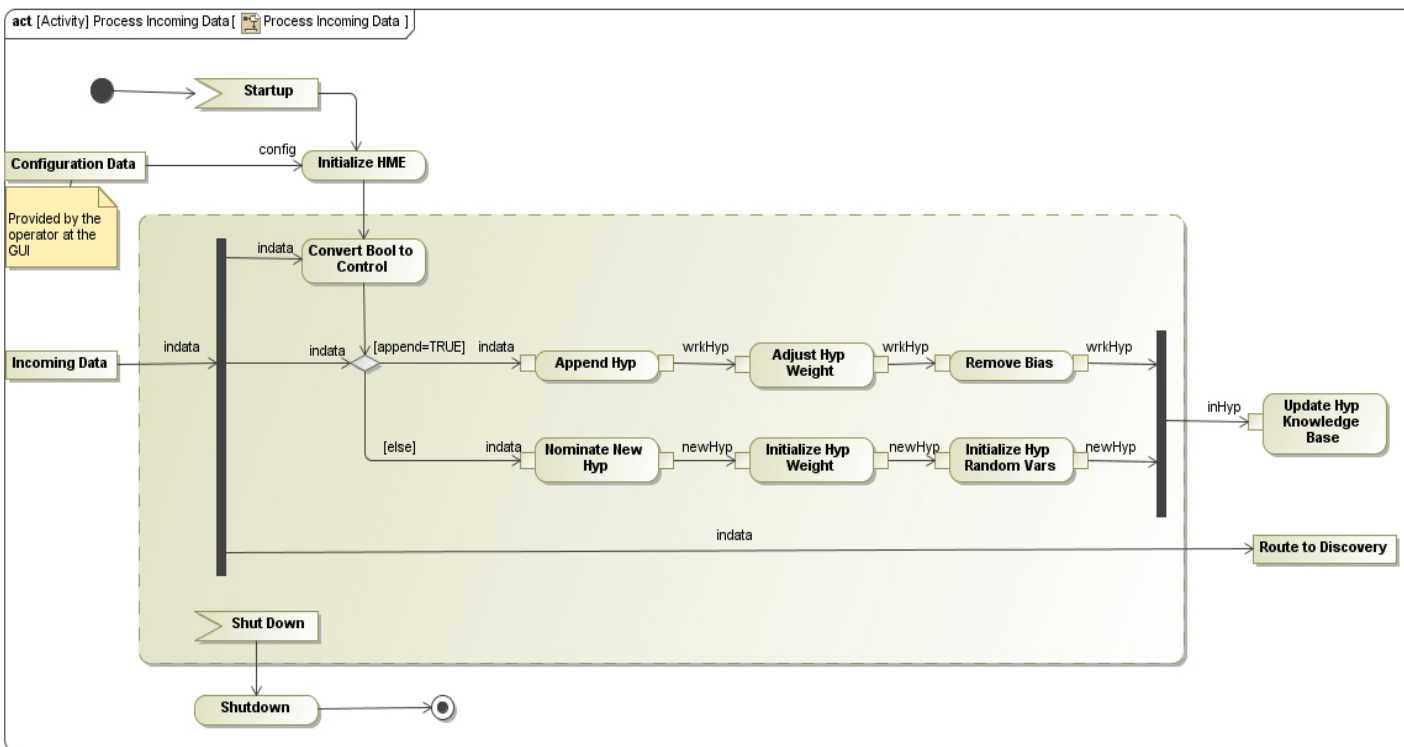 act [Activity] Process Incoming Data [ Process Incoming Data ]
Startup
Configuration Data
config
Initialize HME
Provided by the
operator at the
GUI
indata
Convert Bool to
Control
Incoming Data
indata
indata
[append=TRUE]
indata
Append Hyp
wrkHyp
Adjust Hyp
Weight
wrkHyp
Remove Bias
wrkHyp
inHyp
Update Hyp
Knowledge
Base
[else]
indata
Nominate New
Hyp
newHyp
Initialize Hyp
Weight
newHyp
Initialize Hyp
Random Vars
newHyp
indata
Route to Discovery
Shut Down
Shutdown